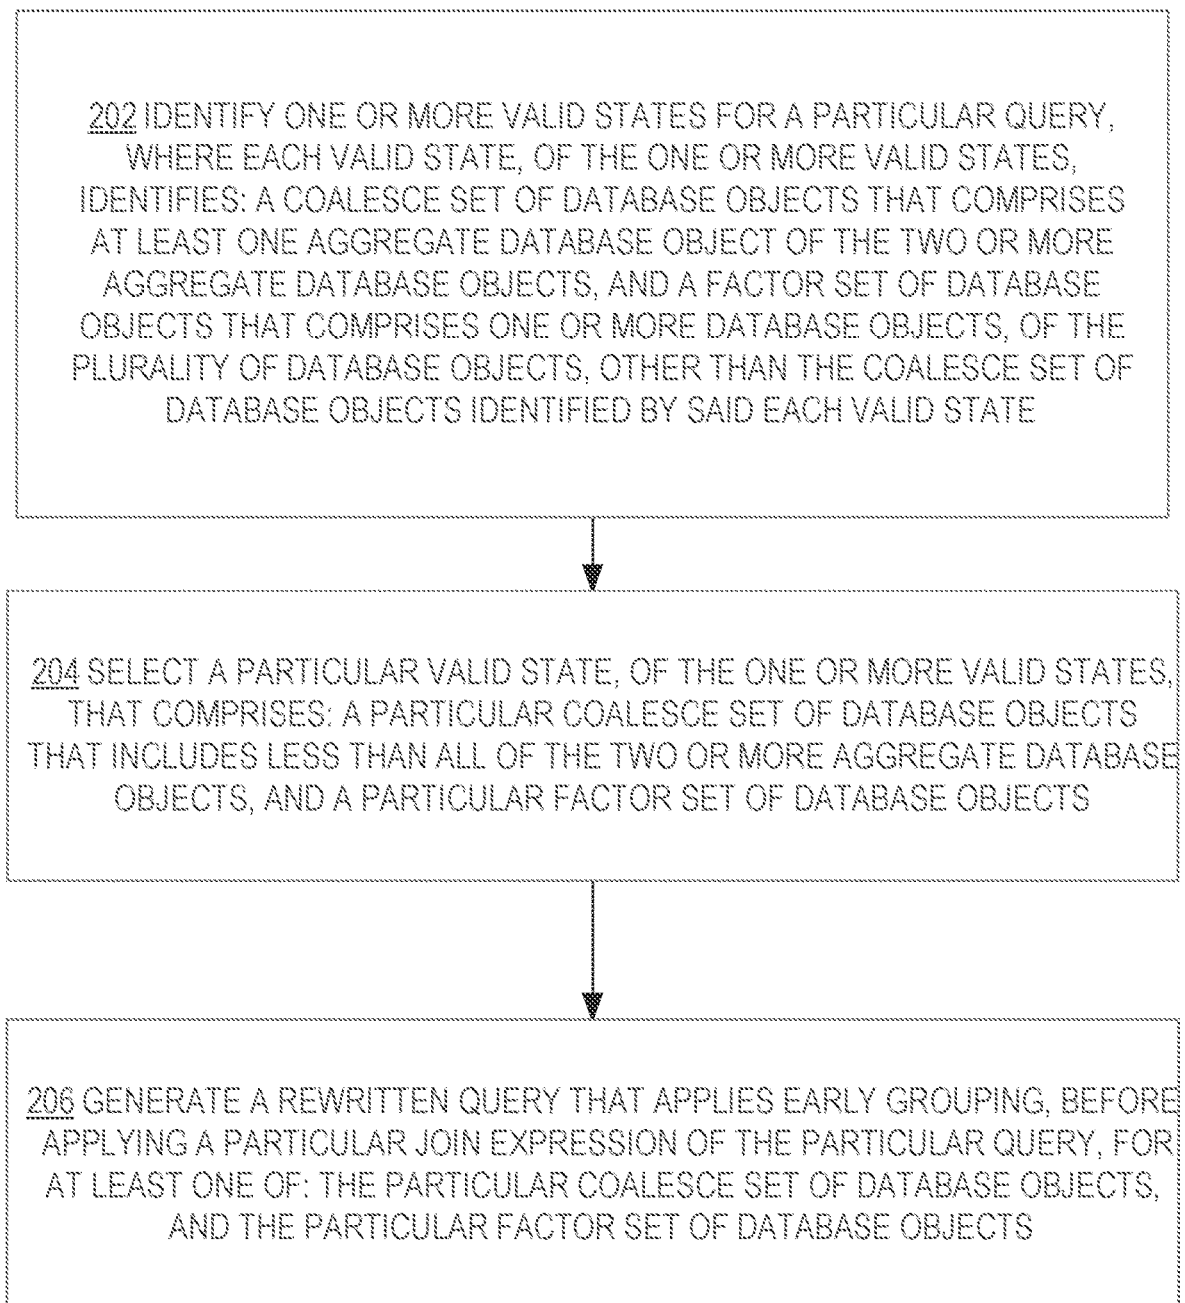 202 IDENTIFY ONE OR MORE VALID STATES FOR A PARTICULAR QUERY,
WHERE EACH VALID STATE, OF THE ONE OR MORE VALID STATES,
IDENTIFIES: A COALESCE SET OF DATABASE OBJECTS THAT COMPRISES
AT LEAST ONE AGGREGATE DATABASE OBJECT OF THE TWO OR MORE
AGGREGATE DATABASE OBJECTS, AND A FACTOR SET OF DATABASE
OBJECTS THAT COMPRISES ONE OR MORE DATABASE OBJECTS, OF THE
PLURALITY OF DATABASE OBJECTS, OTHER THAN THE COALESCE SET OF
DATABASE OBJECTS IDENTIFIED BY SAID EACH VALID STATE
204 SELECT A PARTICULAR VALID STATE, OF THE ONE OR MORE VALID STATES,
THAT COMPRISES: A PARTICULAR COALESCE SET OF DATABASE OBJECTS
THAT INCLUDES LESS THAN ALL OF THE TWO OR MORE AGGREGATE DATABASE
OBJECTS, AND A PARTICULAR FACTOR SET OF DATABASE OBJECTS
206 GENERATE A REWRITTEN QUERY THAT APPLIES EARLY GROUPING, BEFORE
APPLYING A PARTICULAR JOIN EXPRESSION OF THE PARTICULAR QUERY, FOR
AT LEAST ONE OF: THE PARTICULAR COALESCE SET OF DATABASE OBJECTS,
AND THE PARTICULAR FACTOR SET OF DATABASE OBJECTS